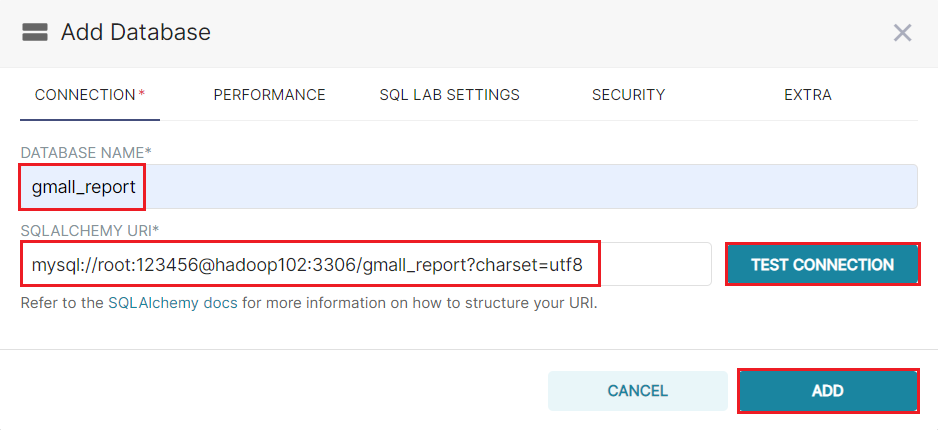 Add Database
CONNECTION * PERFORMANCE SQL LAB SETTINGS SECURITY EXTRA
DATABASE NAME*
gmall_report
SQLALCHEMY URI*
mysql://root:123456@hadoop102:3306/gmall_report?charset=utf8 TEST CONNECTION
Refer to the SQLAlchemy docs for more information on how to structure your URI.
CANCEL ADD